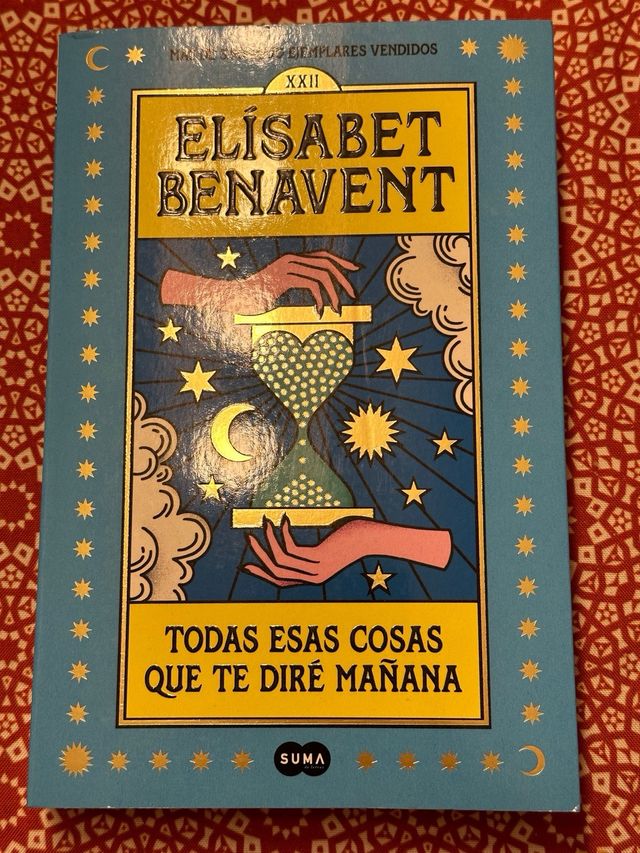 EJEMPLARES VENDIDOS
XXII
ELÍSABET
BENAVENT
TODAS ESAS COSAS
QUE TE DIRÉ MAÑANA
SUMA